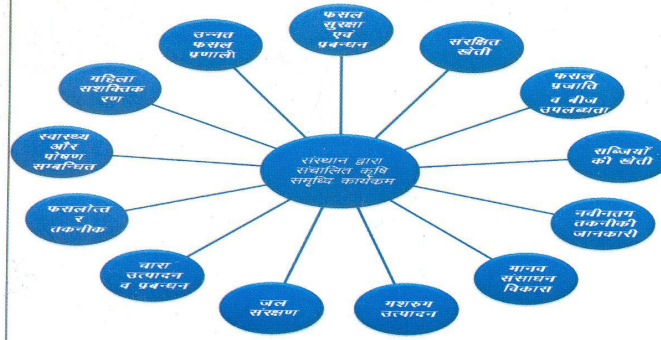 फसल
सुरक्षा
एवं
प्रबन्धन
संरक्षित
खेती
फसल
प्रजाति
व बीज
उपलब्धता
सब्जियों
की खेती
नवीनतम
तकनीकी
जानकारी
मानव
संसाधन
विकास
मशरुम
उत्पादन
जल
संरक्षण
चारा
उत्पादन
व प्रबन्धन
फसलोत्त
र
तकनीक
स्वास्थ्य
और
पोषण
सम्बन्धित
महिला
सशक्तिक
रण
उन्नत
फसल
प्रणाली
संस्थान द्वारा
संचालित कृषि
समृध्दि कार्यकम